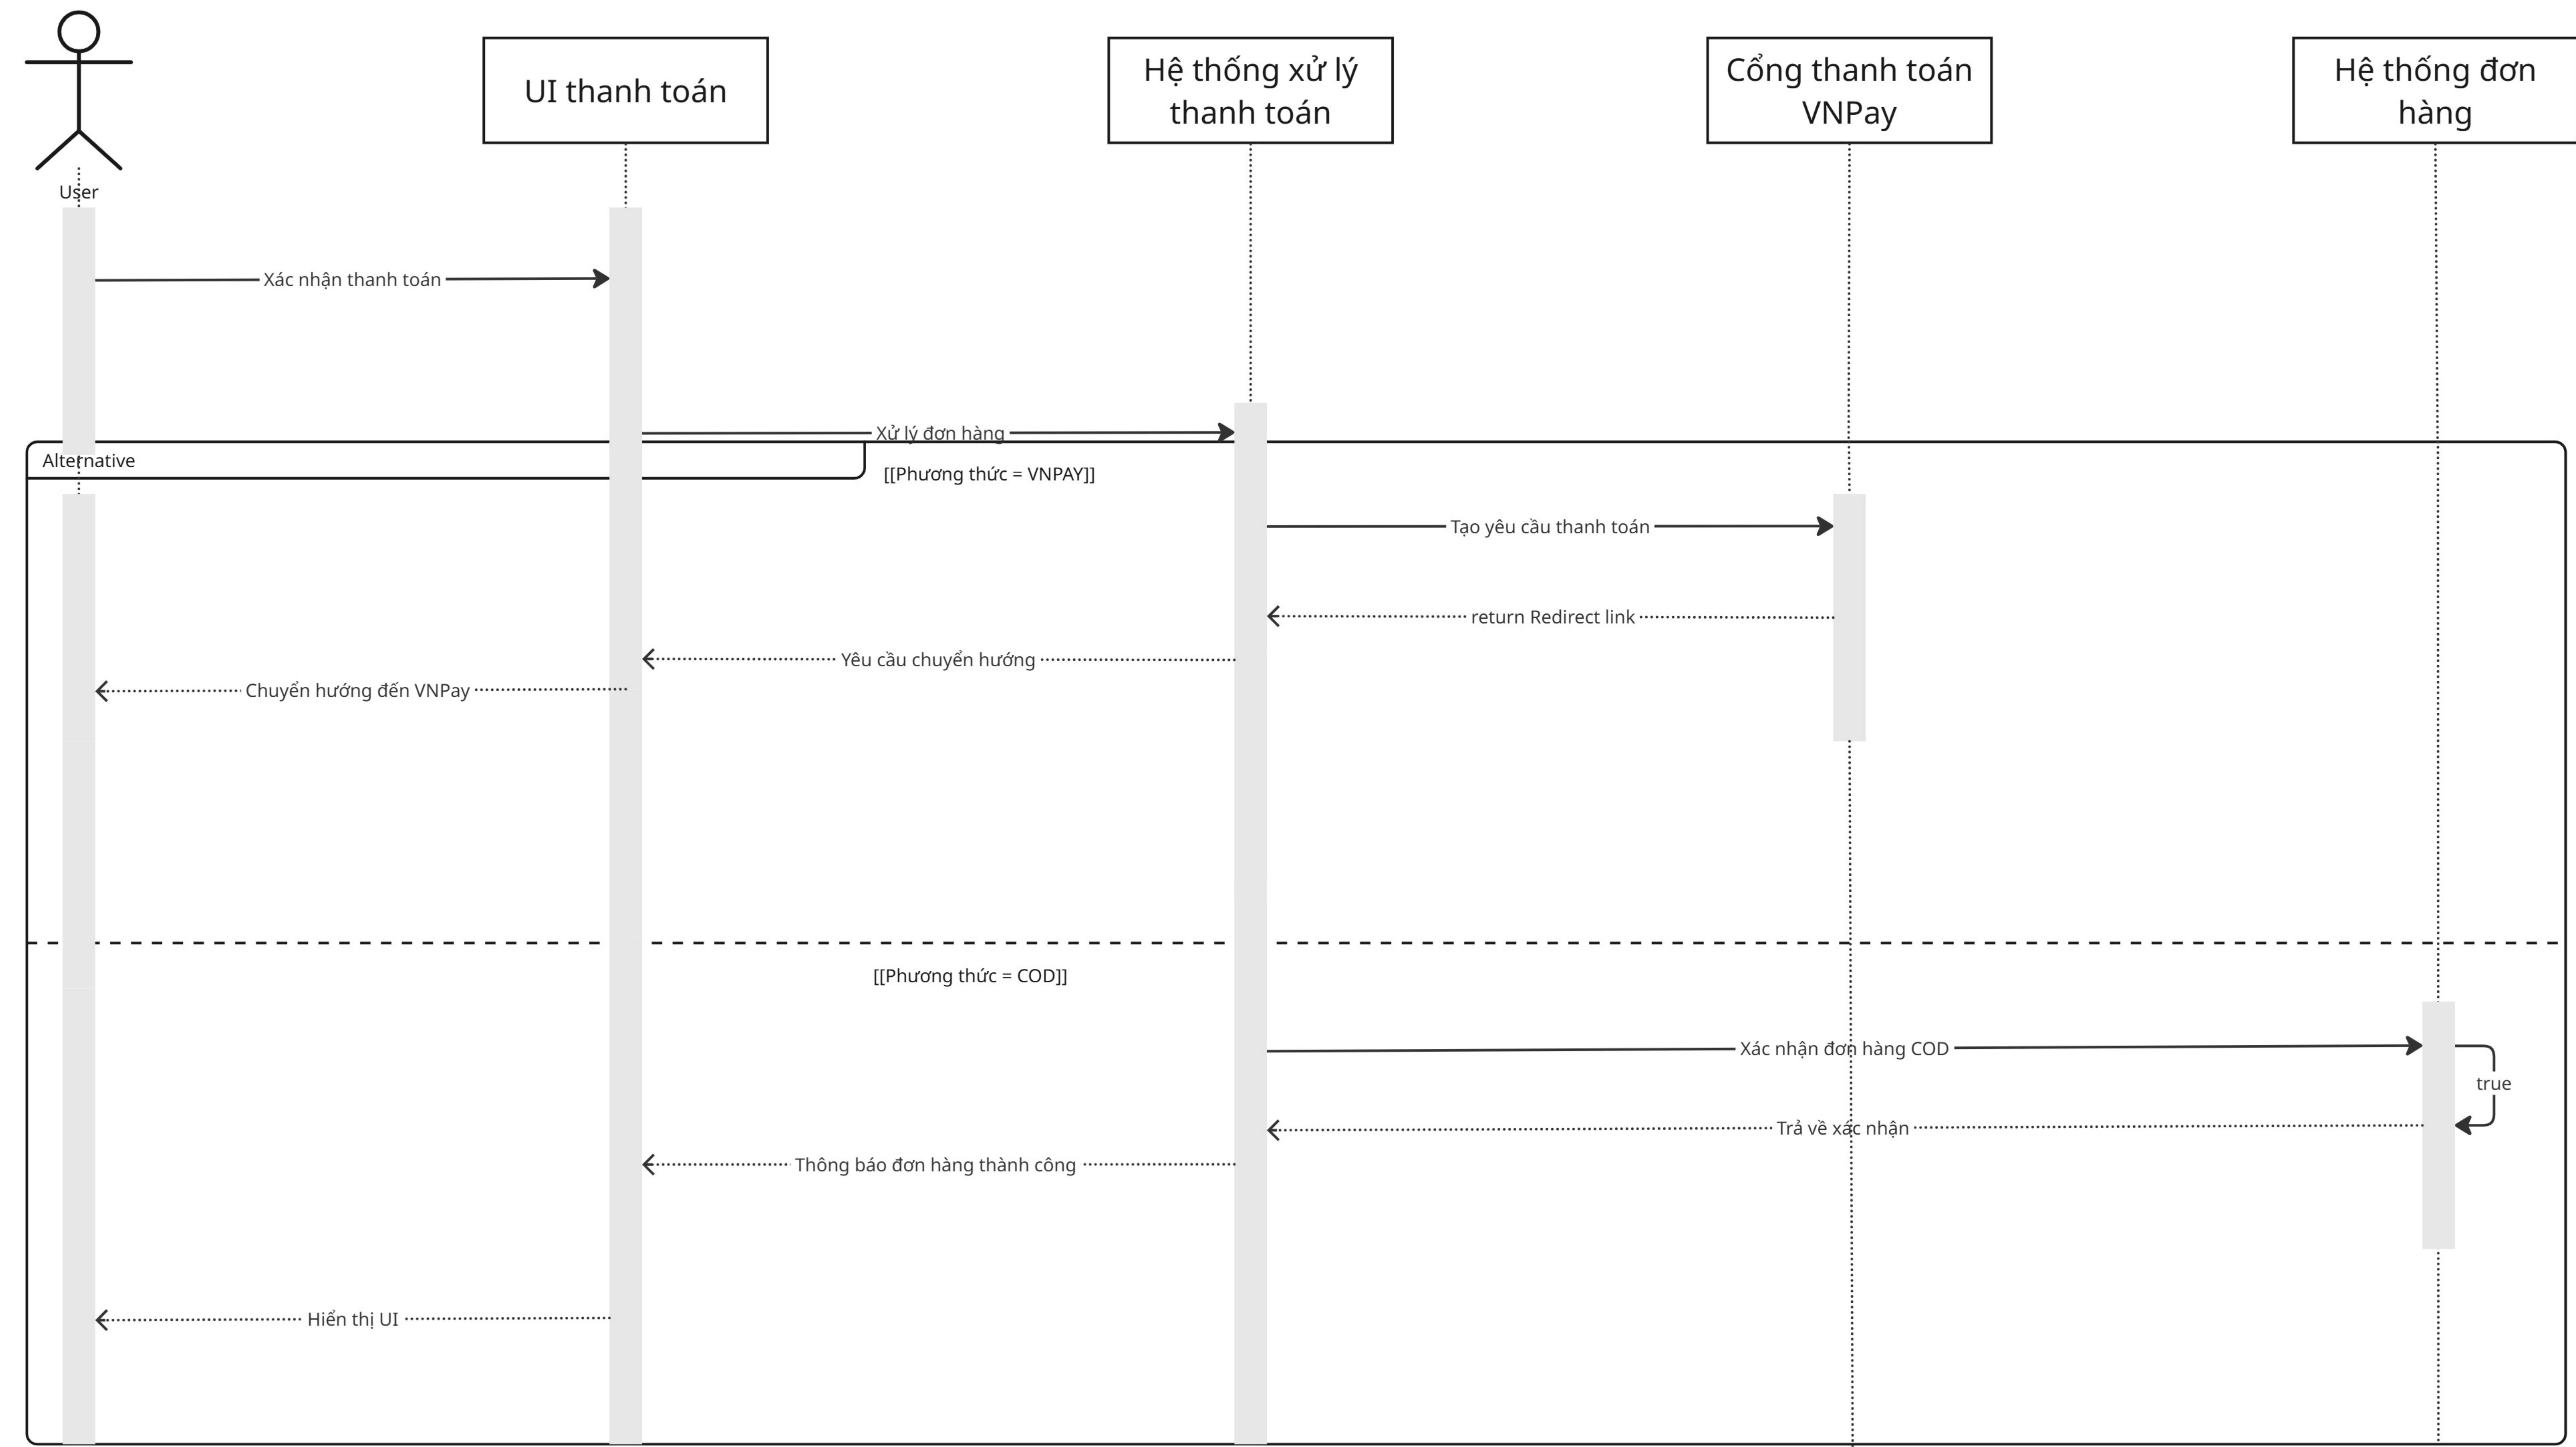 UI thanh toán
Hệ thống xử lý
thanh toán
Cổng thanh toán
VNPay
Hệ thống đơn
hàng
User
Xác nhận thanh toán
Xử lý đơn hàng
Alternative
[[Phương thức = VNPAY]]
Tạo yêu cầu thanh toán
return Redirect link
Yêu cầu chuyển hướng
Chuyển hướng đến VNPay
[[Phương thức = COD]]
Xác nhận đơn hàng COD
true
Trả về xác nhận
Thông báo đơn hàng thành công
Hiển thị UI